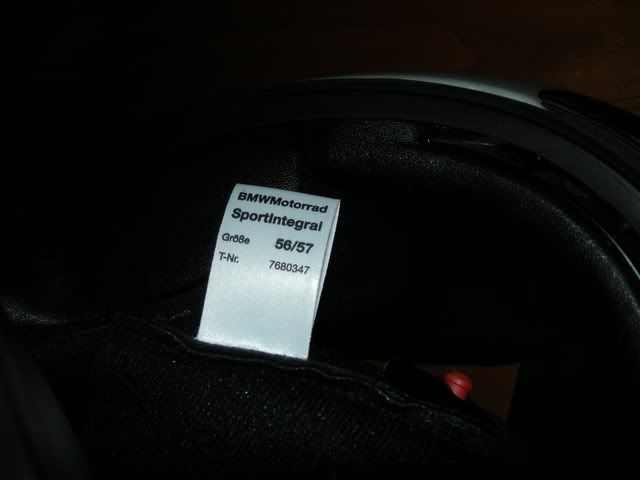 BMWMotorrad
SportIntegral
Größe 56/57
T-Nr. 7680347